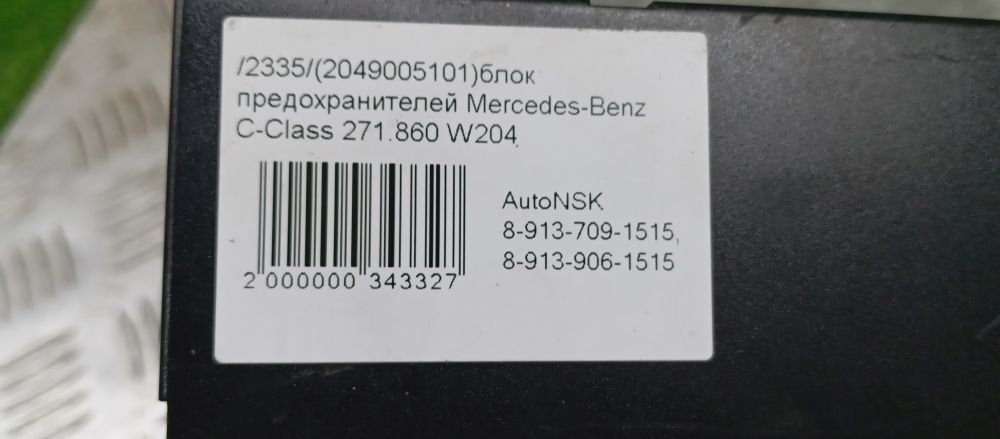 /2335/(2049005101)блок
предохранителей Mercedes-Benz
C-Class 271.860 W204
AutoNSK
8-913-709-1515,
8-913-906-1515
2 000000 343327